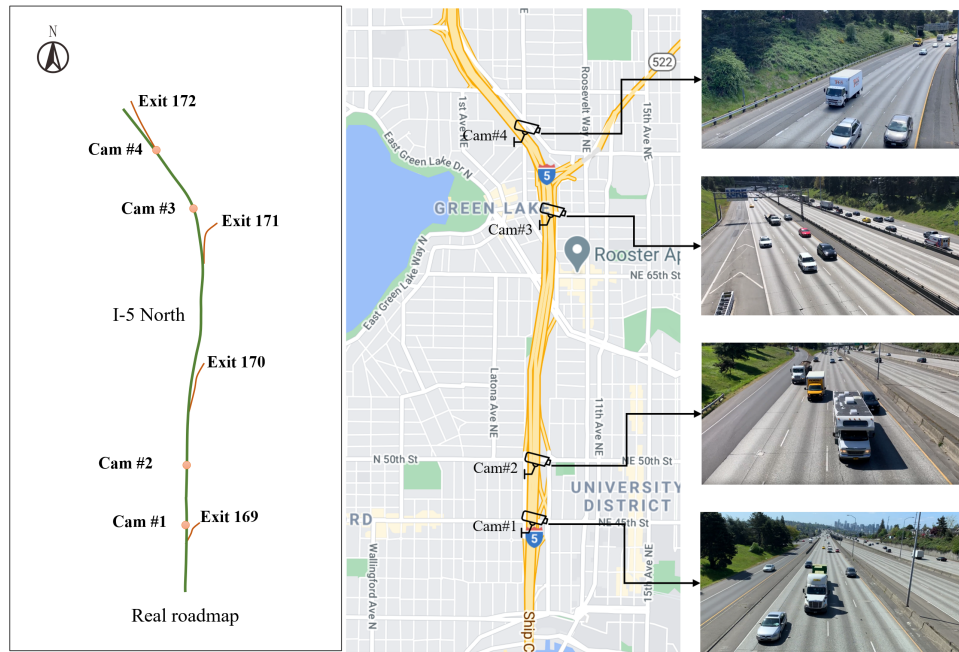 N
Exit 172
Cam #4
Cam #3
Exit 171
I-5 North
Exit 170
Cam #2
Cam #1
Exit 169
Real roadmap
E
522
1st Ave NE
Roosevelt Way NE
15th Ave NE
Cam#4
East Green Lake Dr N
5
GREEN LAKE
Cam#3
East Green Lake Way N
Rooster Ap
NE 65th St
Latona Ave NE
11th Ave NE
N 50th St
Cam#2
NE 50th St
UNIVERSITY
DISTRICT
RD
Cam#1
NE 45th St
5
Wallingford Ave N
15th Ave NE
Ship C